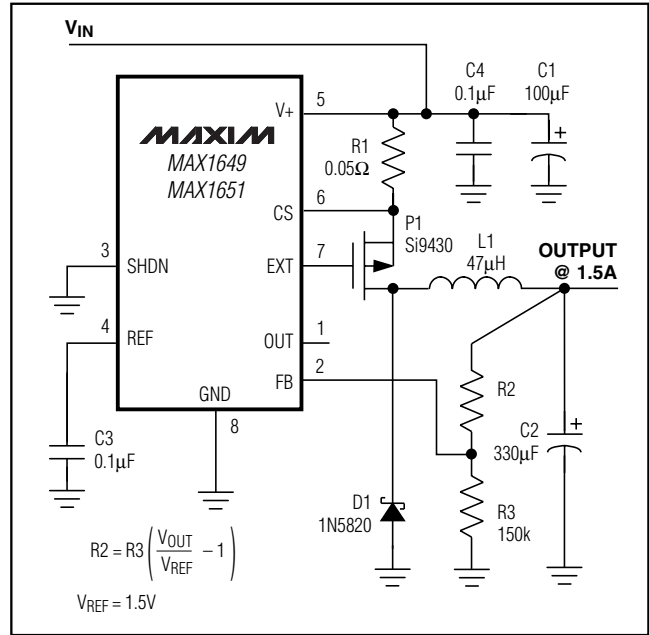 VIN
MAXIM
MAX1649
MAX1651
V+
5
CS
6
EXT
7
OUT
1
FB
2
3
SHDN
4
REF
GND
8
R1
0.05Ω
C4
0.1µF
C1
100µF
+
P1
Si9430
L1
47µH
OUTPUT
@ 1.5A
R2
C2
330µF
+
R3
150k
D1
1N5820
C3
0.1µF
R2 = R3 (VOUT / VREF – 1)
VREF = 1.5V